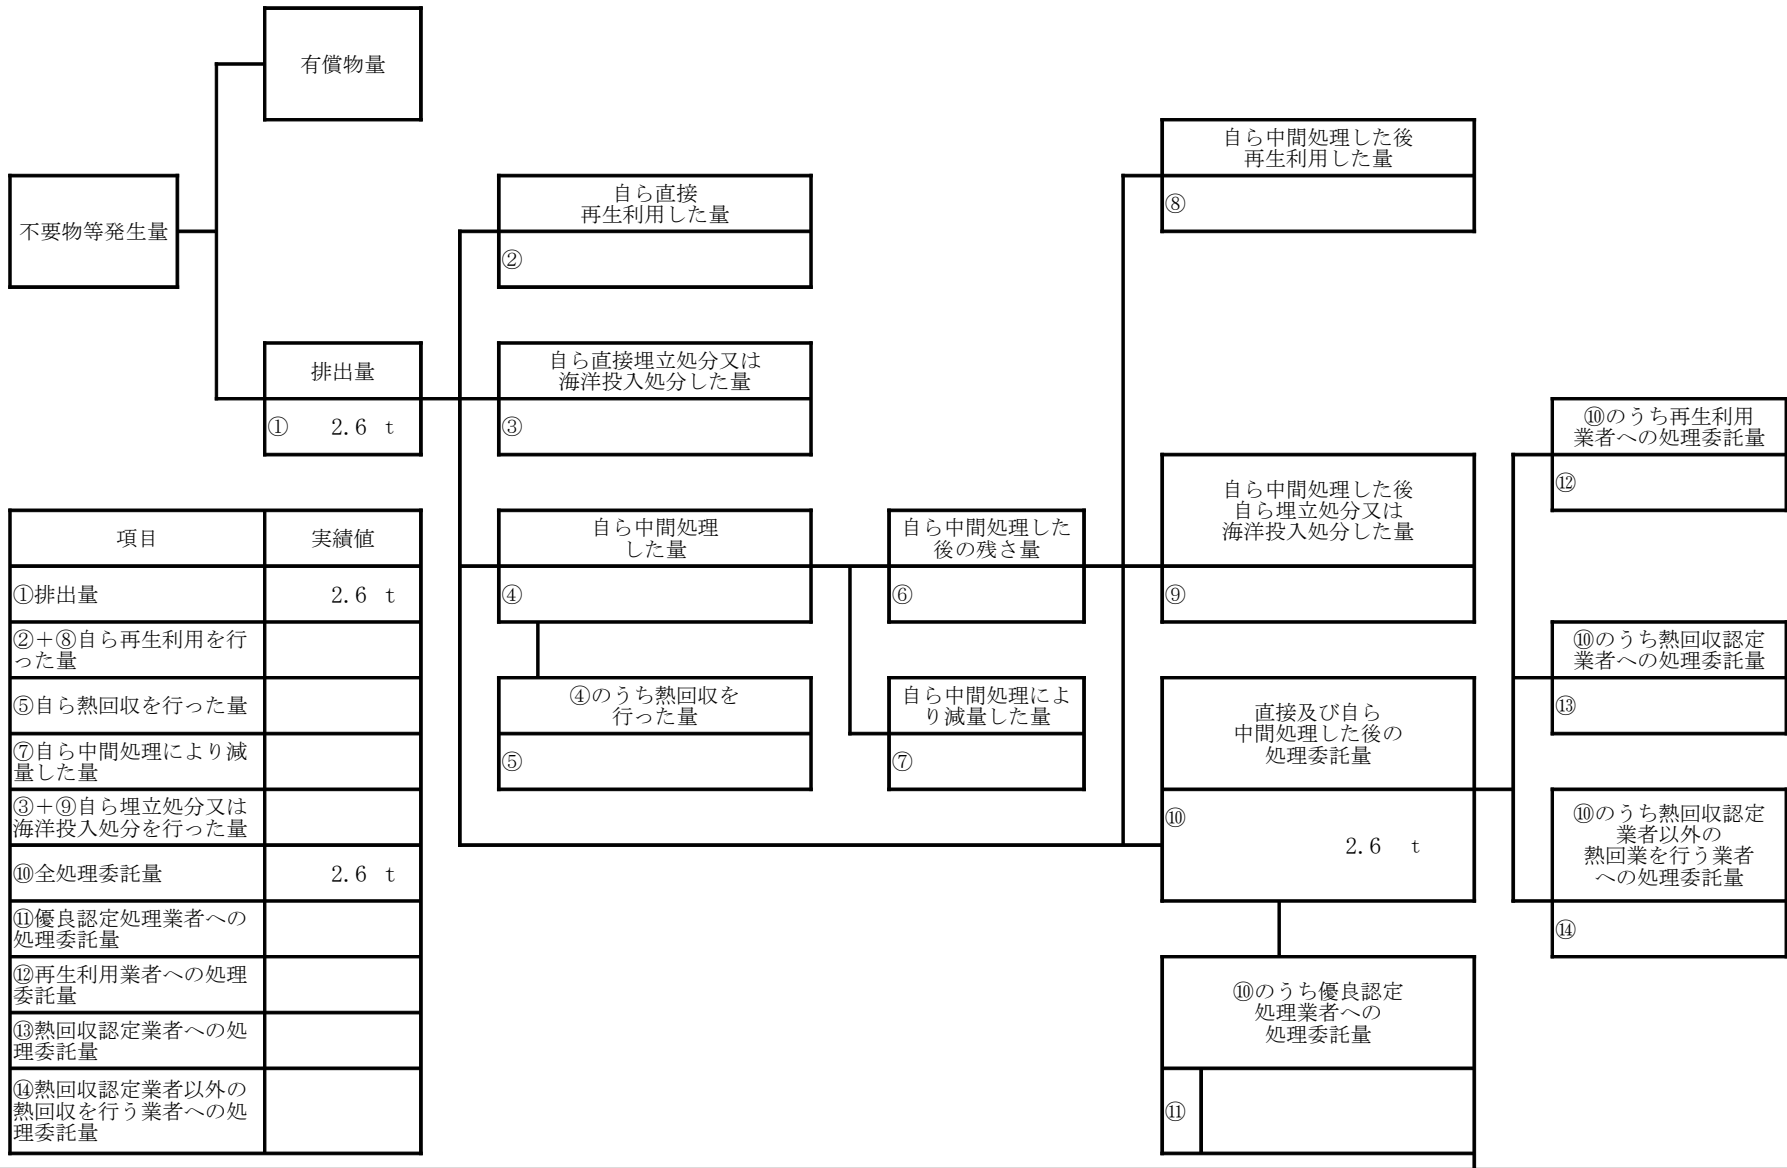 有償物量
不要物等発生量
自ら直接
再生利用した量
②
自ら中間処理した後
再生利用した量
⑧
排出量
① 2.6 t
自ら直接埋立処分又は
海洋投入処分した量
③
⑩のうち再生利用
業者への処理委託量
⑫
自ら中間処理
した量
④
自ら中間処理した
後の残さ量
⑥
自ら中間処理した後
自ら埋立処分又は
海洋投入処分した量
⑨
⑩のうち熱回収認定
業者への処理委託量
⑬
④のうち熱回収を
行った量
⑤
自ら中間処理によ
り減量した量
⑦
直接及び自ら
中間処理した後の
処理委託量
⑩
2.6 t
⑩のうち熱回収認定
業者以外の
熱回業を行う業者
への処理委託量
⑭
⑩のうち優良認定
処理業者への
処理委託量
⑪
項目 実績値
①排出量 2.6 t
②＋⑧自ら再生利用を行
った量
⑤自ら熱回収を行った量
⑦自ら中間処理により減
量した量
③＋⑨自ら埋立処分又は
海洋投入処分を行った量
⑩全処理委託量 2.6 t
⑪優良認定処理業者への
処理委託量
⑫再生利用業者への処理
委託量
⑬熱回収認定業者への処
理委託量
⑭熱回収認定業者以外の
熱回収を行う業者への処
理委託量